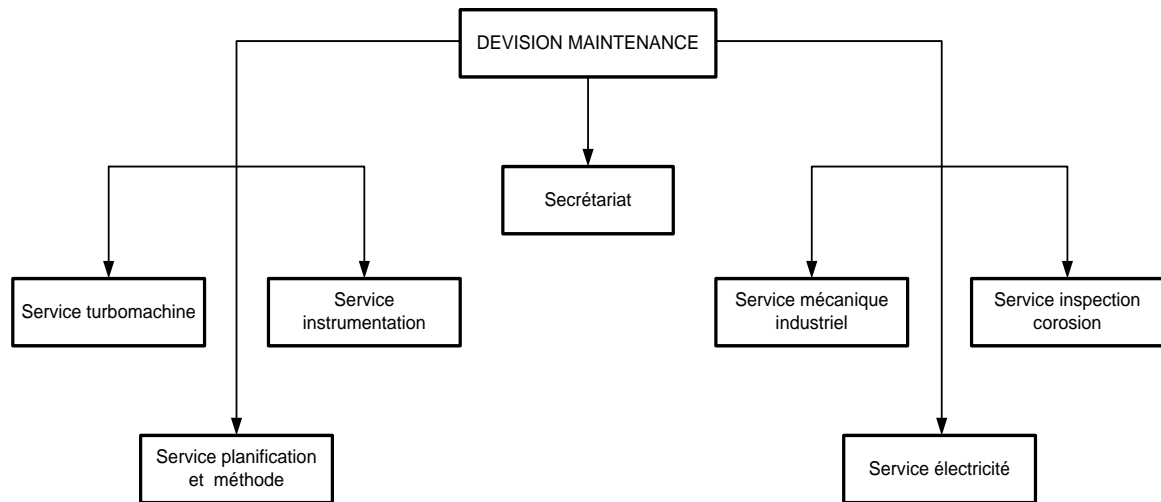 DEVISION MAINTENANCE
Secrétariat
Service turbomachine
Service
instrumentation
Service mécanique
industriel
Service inspection
corosion
Service planification
et méthode
Service électricité